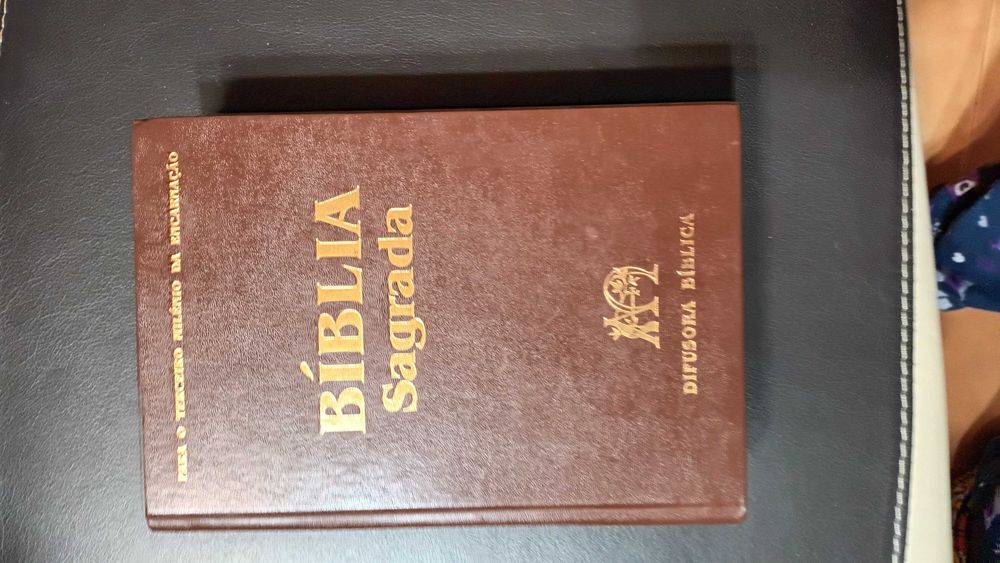 PARA O TERCEIRO MILÉNIO DA ENCARNAÇÃO
BÍBLIA
Sagrada
DIFUSORA BÍBLICA